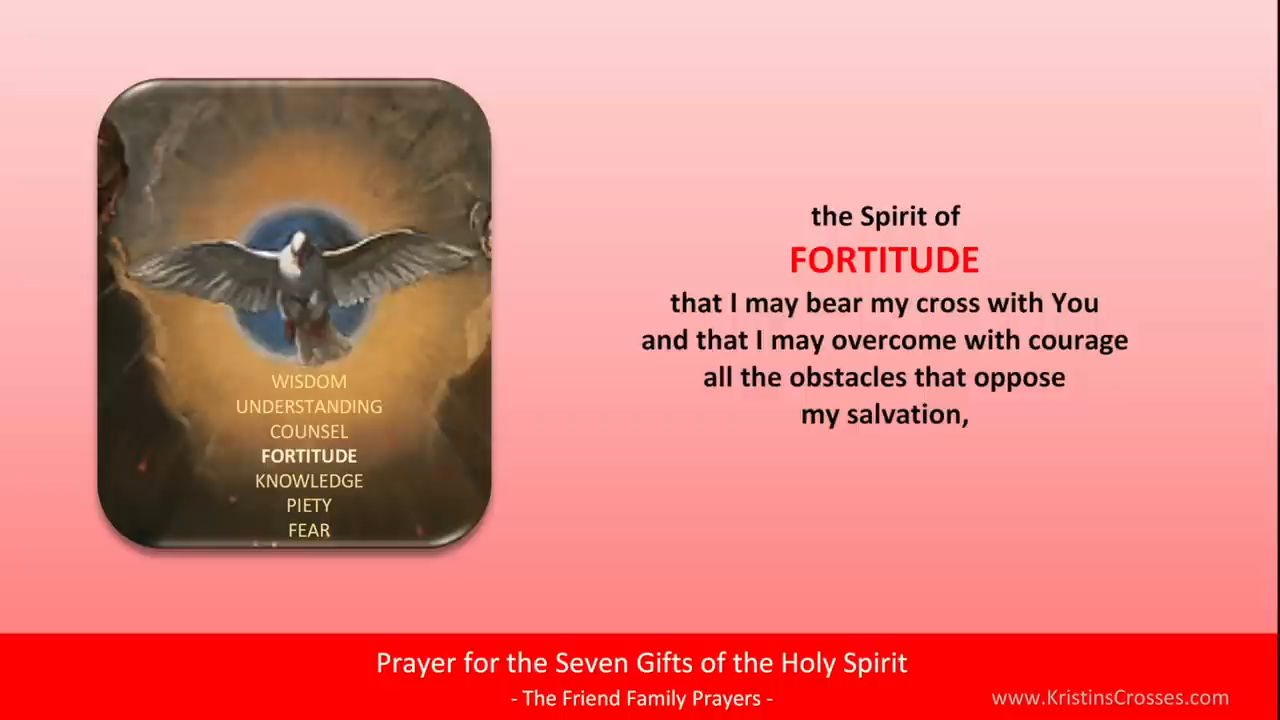 the Spirit of
FORTITUDE
that I may bear my cross with You
and that I may overcome with courage
all the obstacles that oppose
my salvation,
WISDOM
UNDERSTANDING
COUNSEL
FORTITUDE
KNOWLEDGE
PIETY
FEAR
Prayer for the Seven Gifts of the Holy Spirit
- The Friend Family Prayers -
www.KristinsCrosses.com